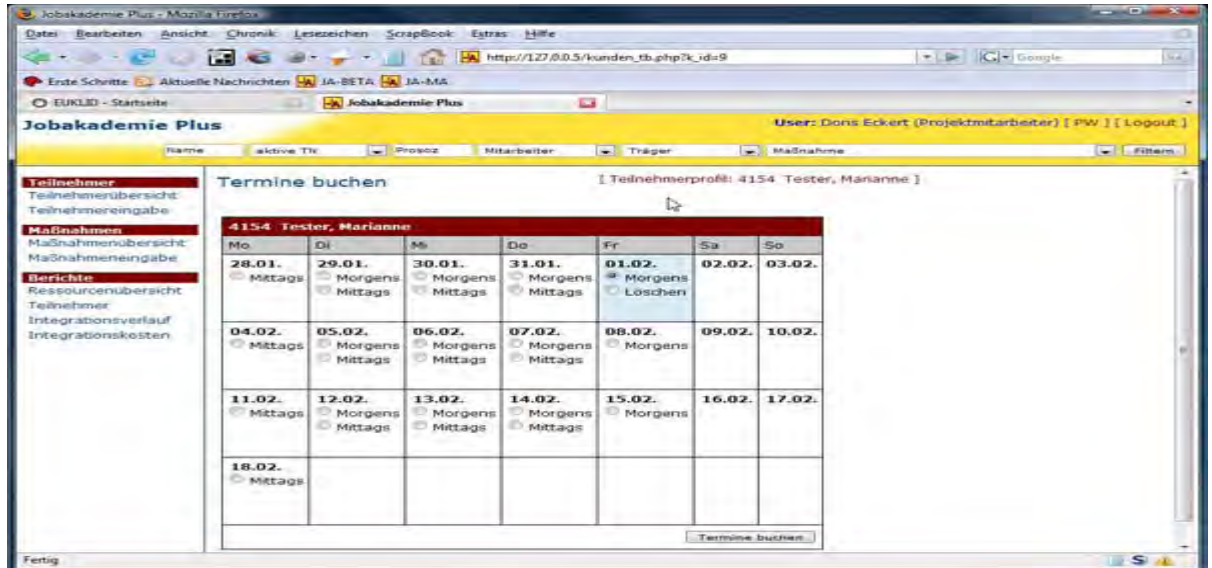 Jobakademie Plus - Mozilla Firefox
Datei Bearbeiten Ansicht Chronik Lesezeichen ScrapBook Extras Hilfe
http://127.0.0.5/kunden_tb.php?k_id=9 Google
Erste Schritte Aktuelle Nachrichten JA-BETA JA-MA
EUKLID - Startseite Jobakademie Plus
Jobakademie Plus User: Doris Eckert (Projektmitarbeiter) [ PW ] [ Logout ]
Name aktive TN Prosoz Mitarbeiter Träger Maßnahme Filtern
Teilnehmer
Teilnehmerübersicht
Teilnehmereingabe
Maßnahmen
Maßnahmenübersicht
Maßnahmeneingabe
Berichte
Ressourcenübersicht
Teilnehmer
Integrationsverlauf
Integrationskosten
Termine buchen [ Teilnehmerprofil: 4154 Tester, Marianne ]
4154 Tester, Marianne
Mo Di Mi Do Fr Sa So
28.01. 29.01. 30.01. 31.01. 01.02. 02.02. 03.02.
Mittags Morgens Morgens Morgens Morgens
Mittags Mittags Mittags Löschen
04.02. 05.02. 06.02. 07.02. 08.02. 09.02. 10.02.
Mittags Morgens Morgens Morgens Morgens
Mittags Mittags Mittags
11.02. 12.02. 13.02. 14.02. 15.02. 16.02. 17.02.
Mittags Morgens Morgens Morgens Morgens
Mittags Mittags Mittags
18.02.
Mittags
Termine buchen
Fertig